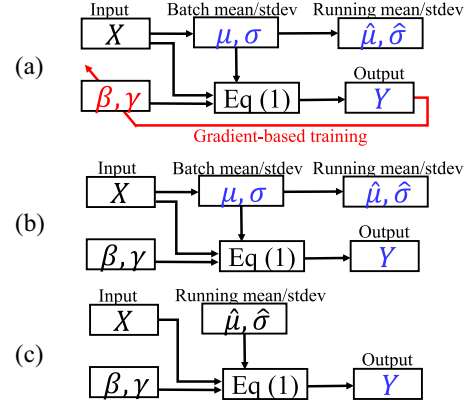 Input Batch mean/stdev Running mean/stdev
X μ, σ μ̂, σ̂
(a)
Output
β, γ Eq (1) Y
Gradient-based training
Input Batch mean/stdev Running mean/stdev
X μ, σ μ̂, σ̂
(b)
Output
β, γ Eq (1) Y
Input Running mean/stdev
X μ̂, σ̂
(c)
Output
β, γ Eq (1) Y